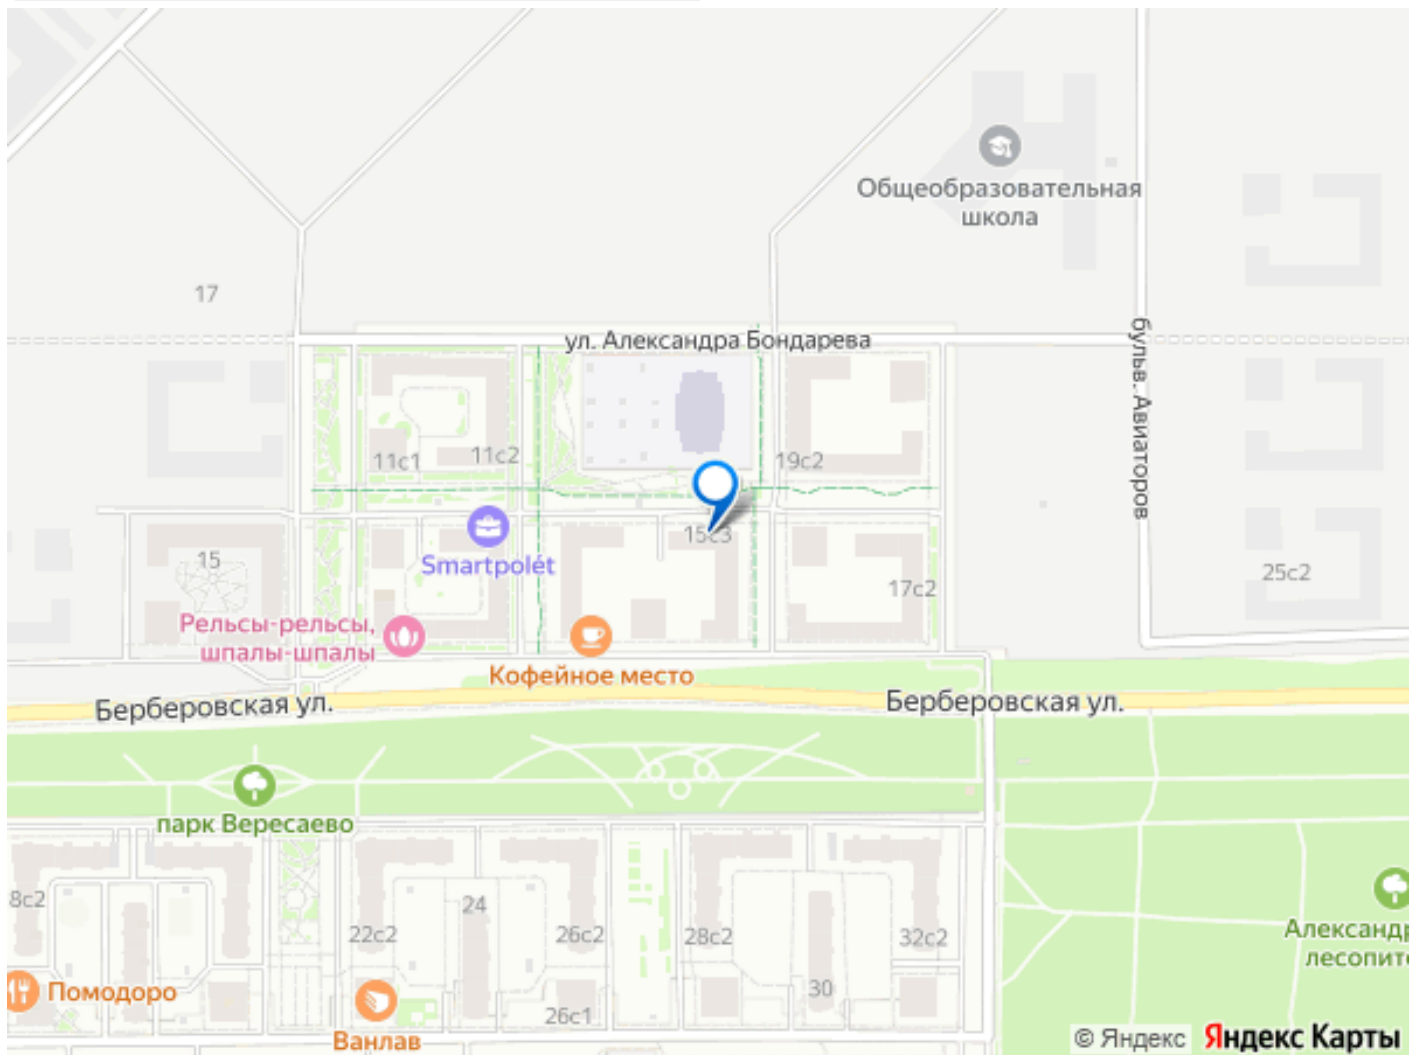 Общеобразовательная
школа
17
ул. Александра Бондарева
бульв. Авиаторов
11с1
11с2
19с2
Smartpolét
15с3
15
17с2
25с2
Рельсы-рельсы,
шпалы-шпалы
Кофейное место
Берберовская ул.
Берберовская ул.
парк Вересаево
8с2
22с2
24
26с2
28с2
32с2
Александр
лесопит
Помодоро
30
26с1
Ванлав
© Яндекс
Яндекс Карты